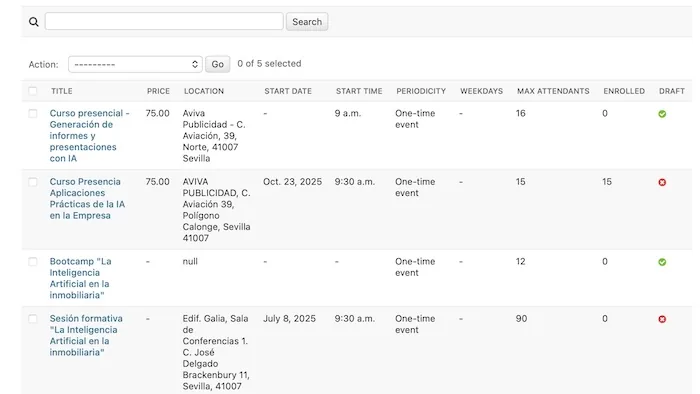 Search
Action: --------- Go 0 of 5 selected
TITLE PRICE LOCATION START DATE START TIME PERIODICITY WEEKDAYS MAX ATTENDANTS ENROLLED DRAFT
Curso presencial - 75.00 Aviva - 9 a.m. One-time - 16 0
Generación de Publicidad - C. event
informes y Aviación, 39,
presentaciones Norte, 41007
con IA Sevilla
Curso Presencia 75.00 AVIVA Oct. 23, 2025 9:30 a.m. One-time - 15 15
Aplicaciones PUBLICIDAD, C. event
Prácticas de la IA Aviación 39,
en la Empresa Polígono
Calonge, Sevilla
41007
Bootcamp "La - null - - One-time - 12 0
Inteligencia event
Artificial en la
inmobiliaria"
Sesión formativa - Edif. Galia, Sala July 8, 2025 9:30 a.m. One-time - 90 0
"La Inteligencia de event
Artificial en la Conferencias 1.
inmobiliaria" C. José
Delgado
Brackenbury 11,
Sevilla, 41007